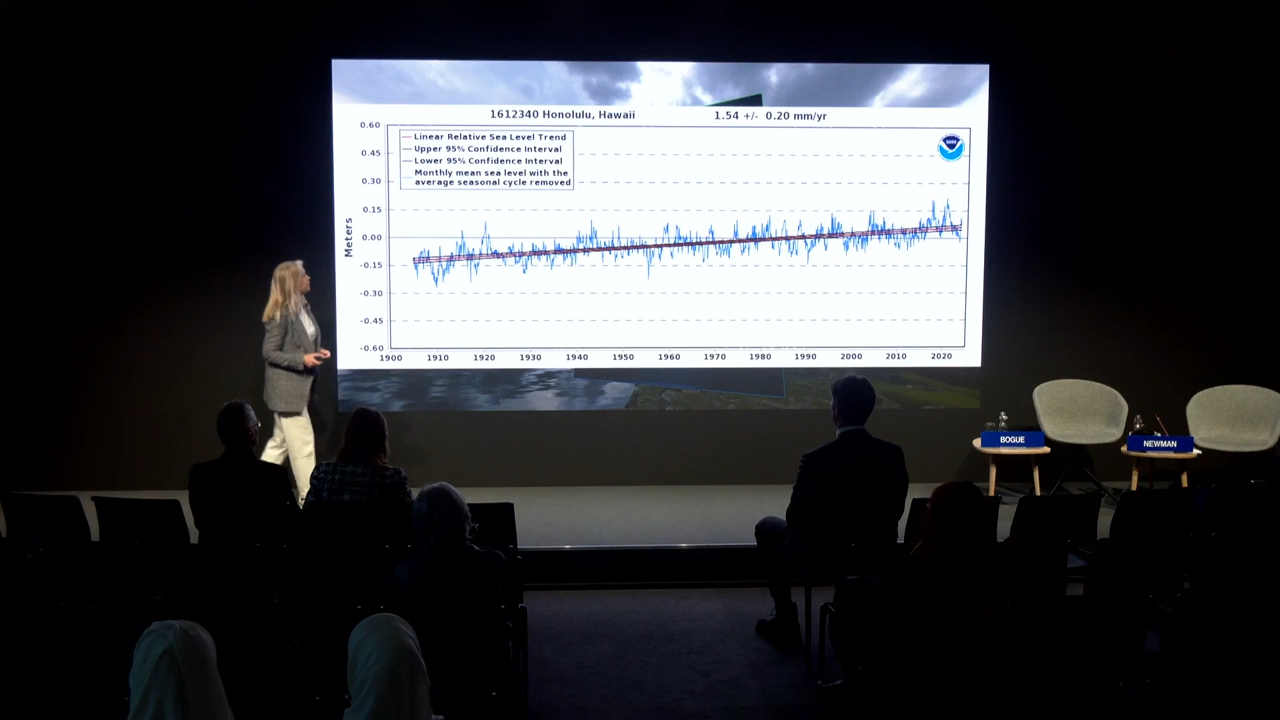 1612340 Honolulu, Hawaii 1.54 +/- 0.20 mm/yr
Linear Relative Sea Level Trend
Upper 95% Confidence Interval
Lower 95% Confidence Interval
Monthly mean sea level with the
average seasonal cycle removed
Meters
0.60
0.45
0.30
0.15
0.00
-0.15
-0.30
-0.45
-0.60
1900 1910 1920 1930 1940 1950 1960 1970 1980 1990 2000 2010 2020
BOGUE
NEWMAN